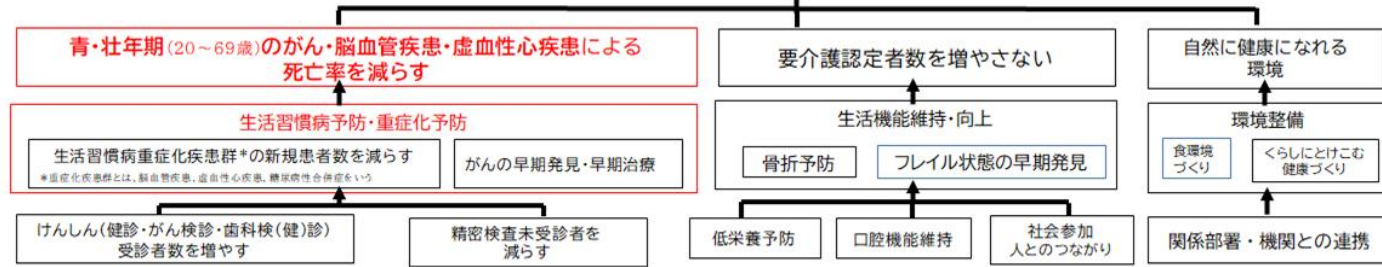 青・壮年期(20～69歳)のがん・脳血管疾患・虚血性心疾患による
死亡率を減らす
生活習慣病予防・重症化予防
生活習慣病重症化疾患群*の新規患者数を減らす
*重症化疾患群とは、脳血管疾患、虚血性心疾患、糖尿病性合併症をいう
がんの早期発見・早期治療
けんしん(健診・がん検診・歯科検(健)診)
受診者数を増やす
精密検査未受診者を
減らす
要介護認定者数を増やさない
生活機能維持・向上
骨折予防
フレイル状態の早期発見
低栄養予防
口腔機能維持
社会参加
人とのつながり
自然に健康になれる
環境
環境整備
食環境
づくり
くらしにとけこむ
健康づくり
関係部署・機関との連携